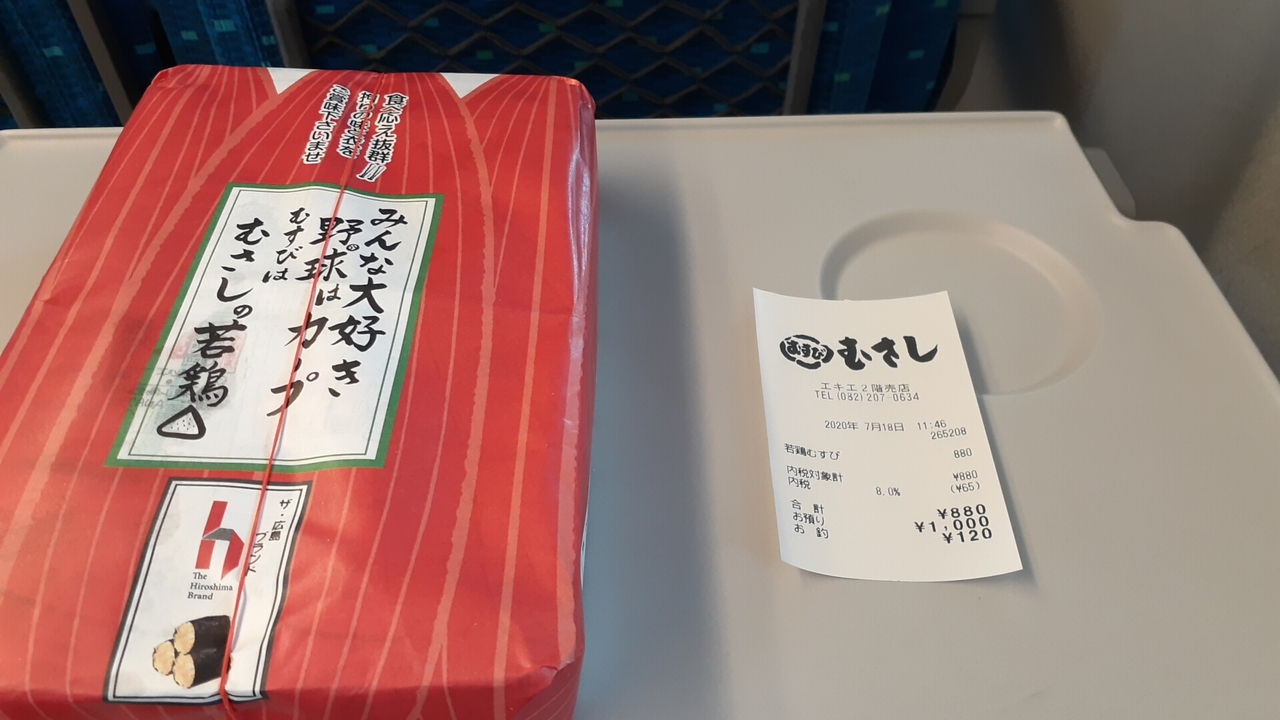 食べ応え抜群!!
ご賞味下さいませ
みんな大好き
野球はカープ
むすびは
むさしの若鶏
ザ・広島
ブランド
The
Hiroshima
Brand
むすび むさし
エキエ2階売店
TEL(082)207-0634
2020年 7月18日 11:46
265208
若鶏むすび 880
内税対象計 ¥880
内税 8.0% (¥65)
合 計 ¥880
お預り ¥1,000
お 釣 ¥120